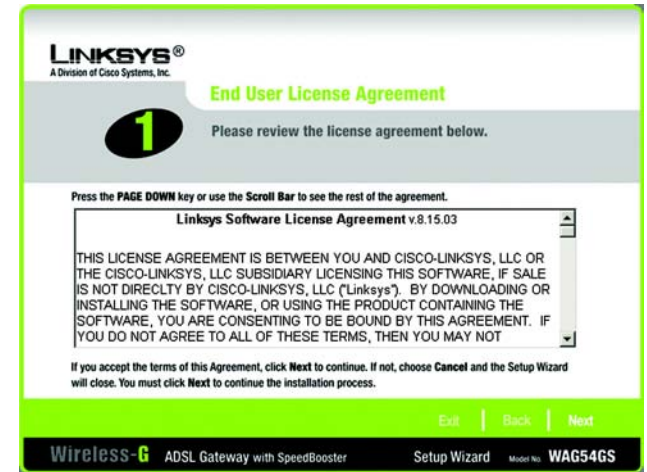 LINKSYS®
A Division of Cisco Systems, Inc.
End User License Agreement
1
Please review the license agreement below.
Press the PAGE DOWN key or use the Scroll Bar to see the rest of the agreement.
Linksys Software License Agreement v.8.15.03
THIS LICENSE AGREEMENT IS BETWEEN YOU AND CISCO-LINKSYS, LLC OR
THE CISCO-LINKSYS, LLC SUBSIDIARY LICENSING THIS SOFTWARE, IF SALE
IS NOT DIRECLTY BY CISCO-LINKSYS, LLC ("Linksys"). BY DOWNLOADING OR
INSTALLING THE SOFTWARE, OR USING THE PRODUCT CONTAINING THE
SOFTWARE, YOU ARE CONSENTING TO BE BOUND BY THIS AGREEMENT. IF
YOU DO NOT AGREE TO ALL OF THESE TERMS, THEN YOU MAY NOT
If you accept the terms of this Agreement, click Next to continue. If not, choose Cancel and the Setup Wizard
will close. You must click Next to continue the installation process.
Exit Back Next
Wireless-G ADSL Gateway with SpeedBooster Setup Wizard Model No. WAG54GS